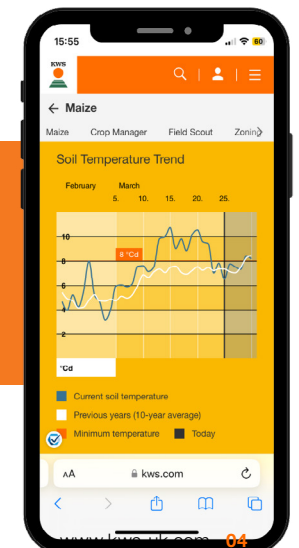 15:55
60
KWS
← Maize
Maize Crop Manager Field Scout Zoning
Soil Temperature Trend
February March
5. 10. 15. 20. 25.
10
8 °Cd
8
6
4
2
°Cd
Current soil temperature
Previous years (10-year average)
Minimum temperature Today
AA kws.com
www.kws-uk.com 04